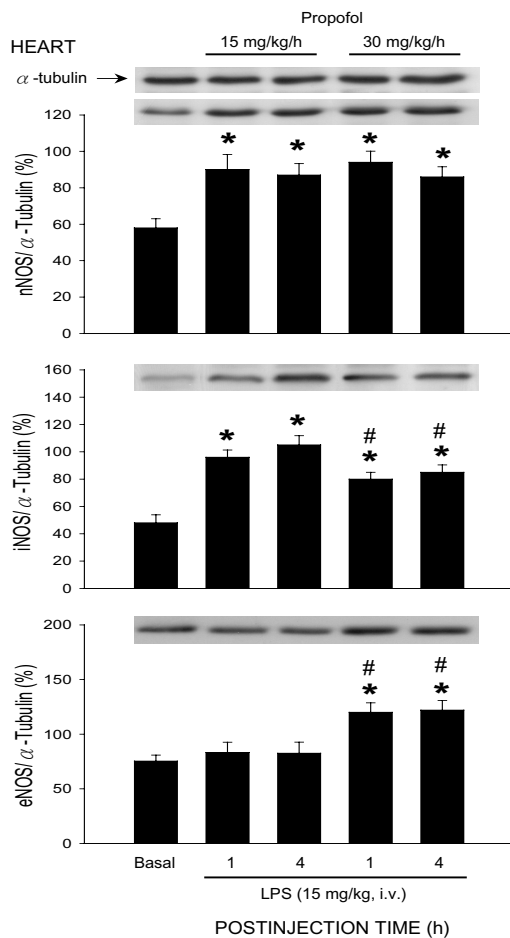 Propofol
HEART
15 mg/kg/h 30 mg/kg/h
α -tubulin
120
100
80
60
40
20
0
nNOS/ α -Tubulin (%)
* * * *
160
140
120
100
80
60
40
20
0
iNOS/ α -Tubulin (%)
# #
* * * *
200
150
100
50
0
eNOS/ α -Tubulin (%)
# #
* *
Basal 1 4 1 4
LPS (15 mg/kg, i.v.)
POSTINJECTION TIME (h)